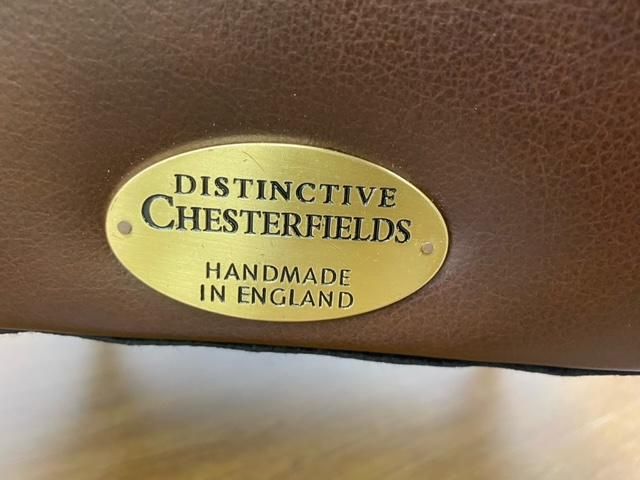 DISTINCTIVE
CHESTERFIELDS
HANDMADE
IN ENGLAND